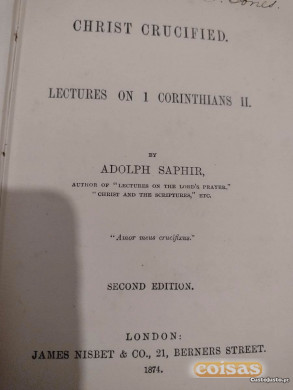 CHRIST CRUCIFIED.
LECTURES ON 1 CORINTHIANS II.
BY
ADOLPH SAPHIR,
AUTHOR OF "LECTURES ON THE LORD'S PRAYER,"
"CHRIST AND THE SCRIPTURES," ETC.
"Amor meus crucifixus."
SECOND EDITION.
LONDON:
JAMES NISBET & CO., 21, BERNERS STREET.
1874.
coisas